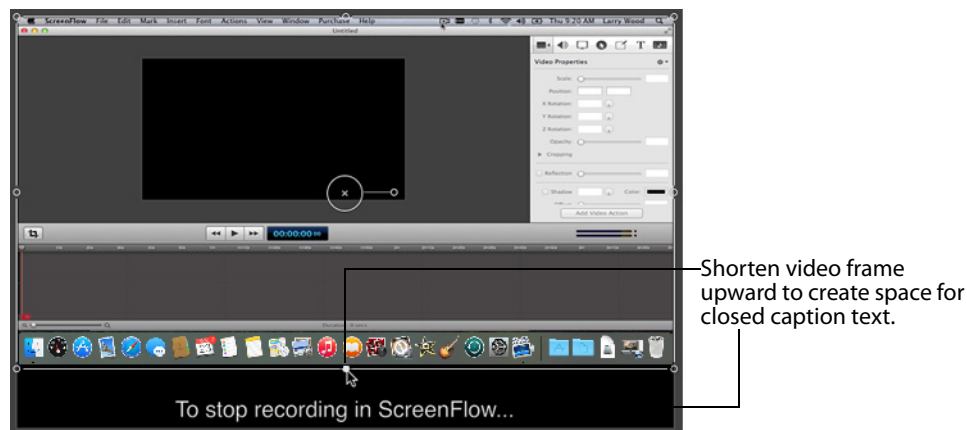 ScreenFlow File Edit Mark Insert Font Actions View Window Purchase Help Thu 9:20 AM Larry Wood
Untitled
Video Properties
Scale:
Position:
X Rotation:
Y Rotation:
Z Rotation:
Opacity:
Cropping
Reflection
Shadow Color:
Add Video Action
00:00:00
Shorten video frame
upward to create space for
closed caption text.
To stop recording in ScreenFlow...